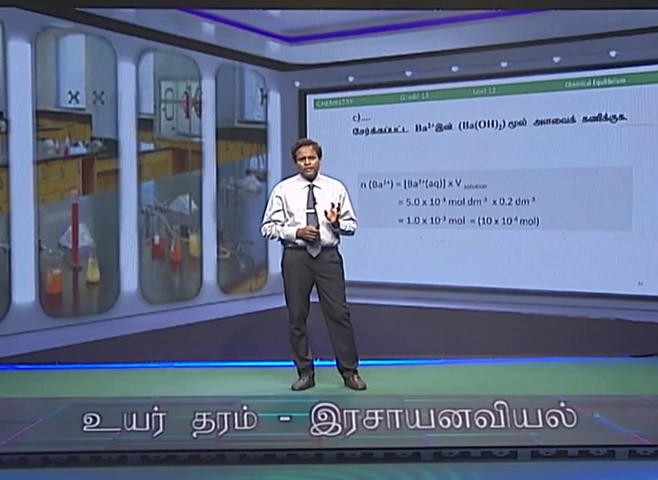 CHEMISTRY GRADE 13 Unit 12 Chemical Equilibrium
c)....
சேர்க்கப்பட்ட Ba²⁺இன் (Ba(OH)₂) மூல் அளவைக் கணிக்குக.
n (Ba²⁺) = [Ba²⁺(aq)] x V solution
= 5.0 x 10⁻³ mol dm⁻³ x 0.2 dm³
= 1.0 x 10⁻³ mol = (10 x 10⁻⁴ mol)
உயர் தரம் - இரசாயனவியல்